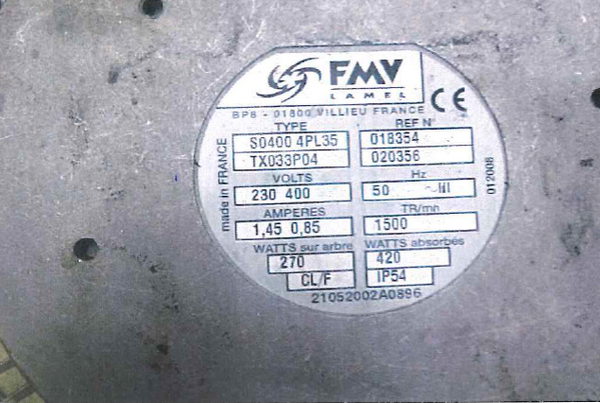 FMV
LAMEL
BP8 - 01800 VILLIEU FRANCE CE
TYPE REF N°
S0400 4PL35 018354
TX033P04 020356
VOLTS Hz
230 400 50 ~III
AMPERES TR/mn
1,45 0,85 1500
WATTS sur arbre WATTS absorbés
270 420
CL/F IP54
21052002A0896
made in FRANCE
012008